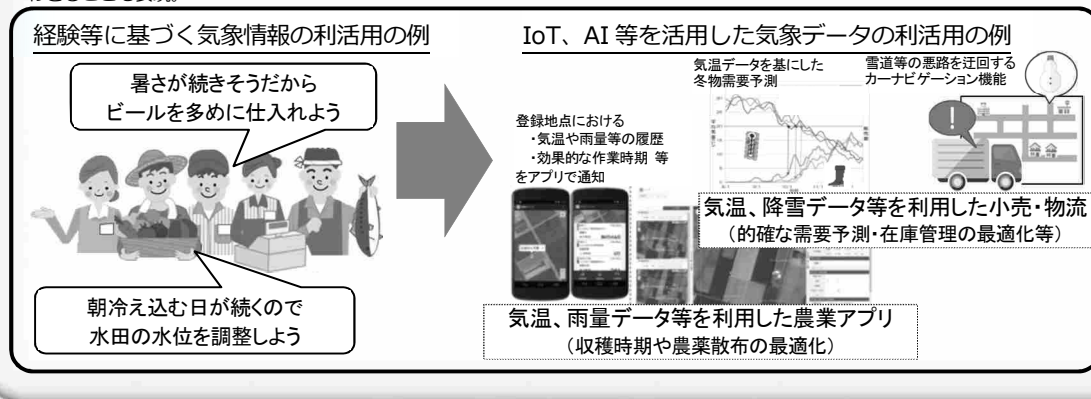 経験等に基づく気象情報の利活用の例
暑さが続きそうだから
ビールを多めに仕入れよう
朝冷え込む日が続くので
水田の水位を調整しよう
IoT、AI 等を活用した気象データの利活用の例
登録地点における
・気温や雨量等の履歴
・効果的な作業時期 等
をアプリで通知
気温データを基にした
冬物需要予測
雪道等の悪路を迂回する
カーナビゲーション機能
気温、降雪データ等を利用した小売・物流
（的確な需要予測・在庫管理の最適化等）
気温、雨量データ等を利用した農業アプリ
（収穫時期や農薬散布の最適化）